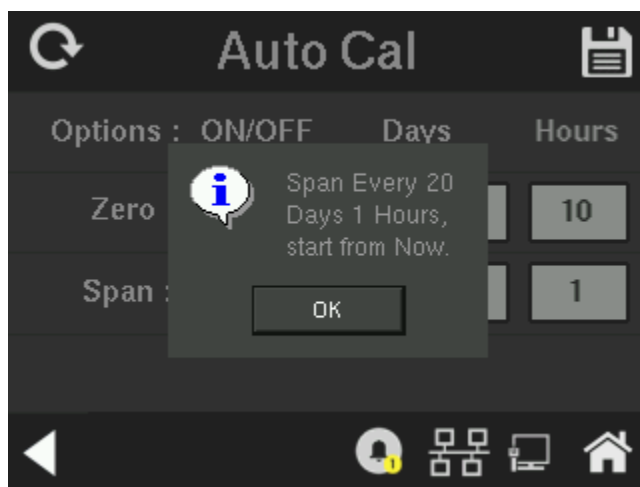 Auto Cal
Options : ON/OFF Days Hours
Zero 10
Span : 1
i
Span Every 20
Days 1 Hours,
start from Now.
OK
1